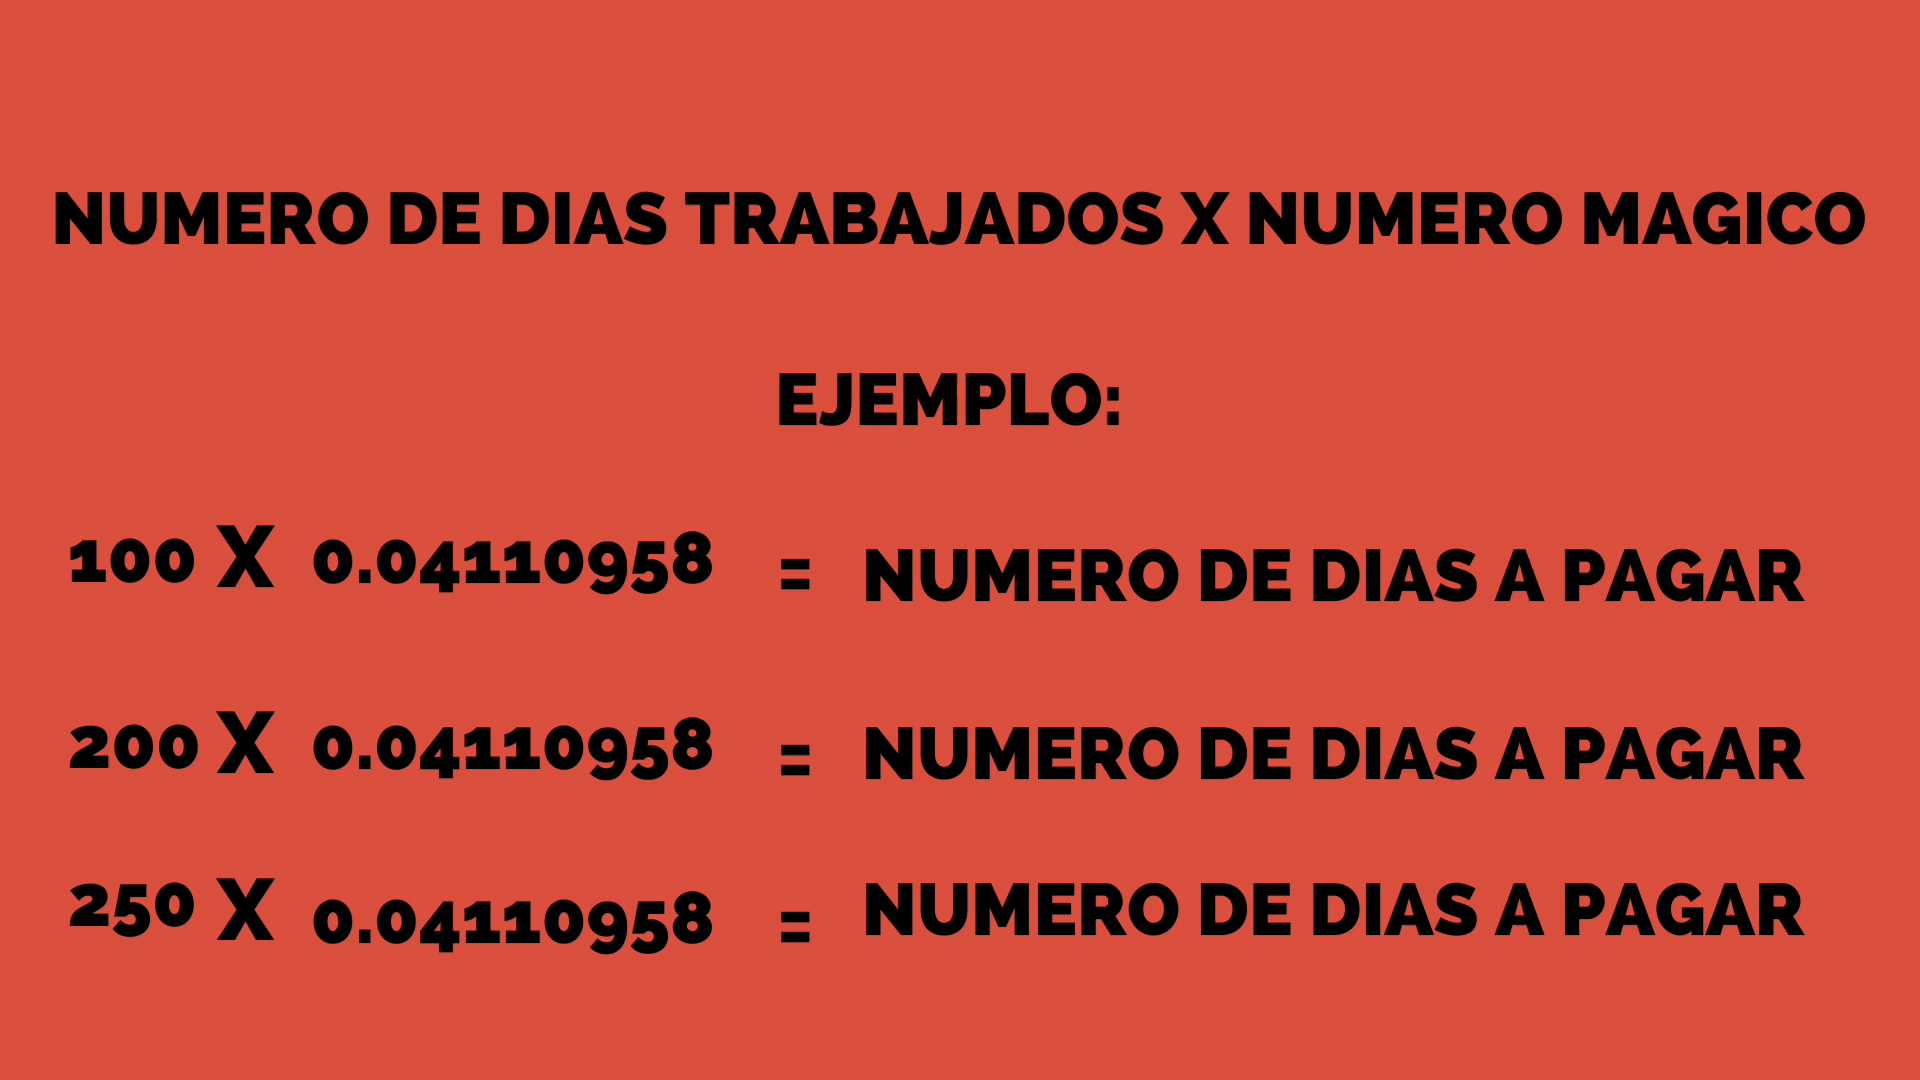 NUMERO DE DIAS TRABAJADOS X NUMERO MAGICO
EJEMPLO:
100 X 0.04110958 = NUMERO DE DIAS A PAGAR
200 X 0.04110958 = NUMERO DE DIAS A PAGAR
250 X 0.04110958 = NUMERO DE DIAS A PAGAR